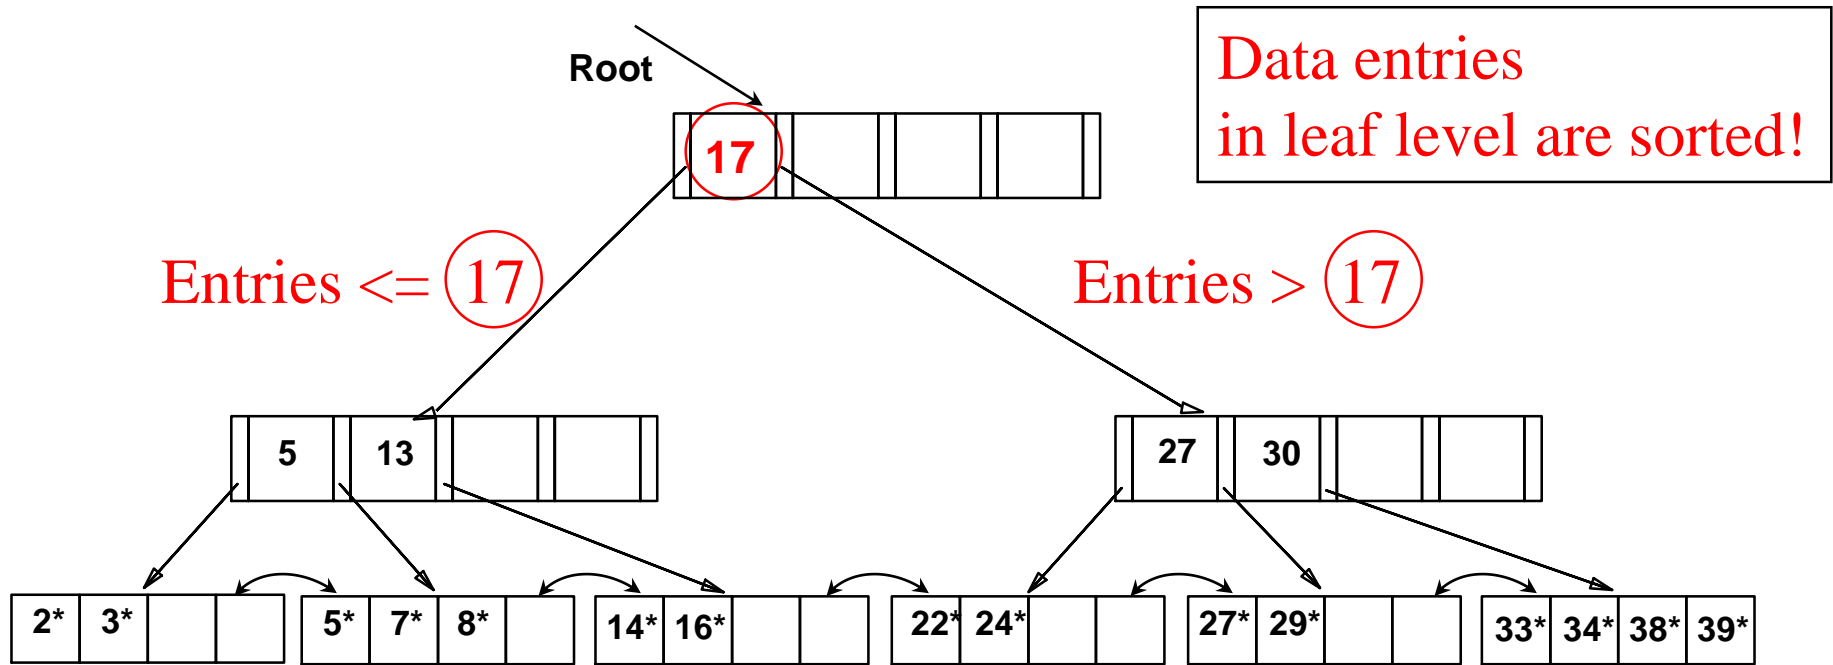 Root
Data entries
in leaf level are sorted!
17
Entries <= 17
Entries > 17
5 13
27 30
2* 3*
5* 7* 8*
14* 16*
22* 24*
27* 29*
33* 34* 38* 39*